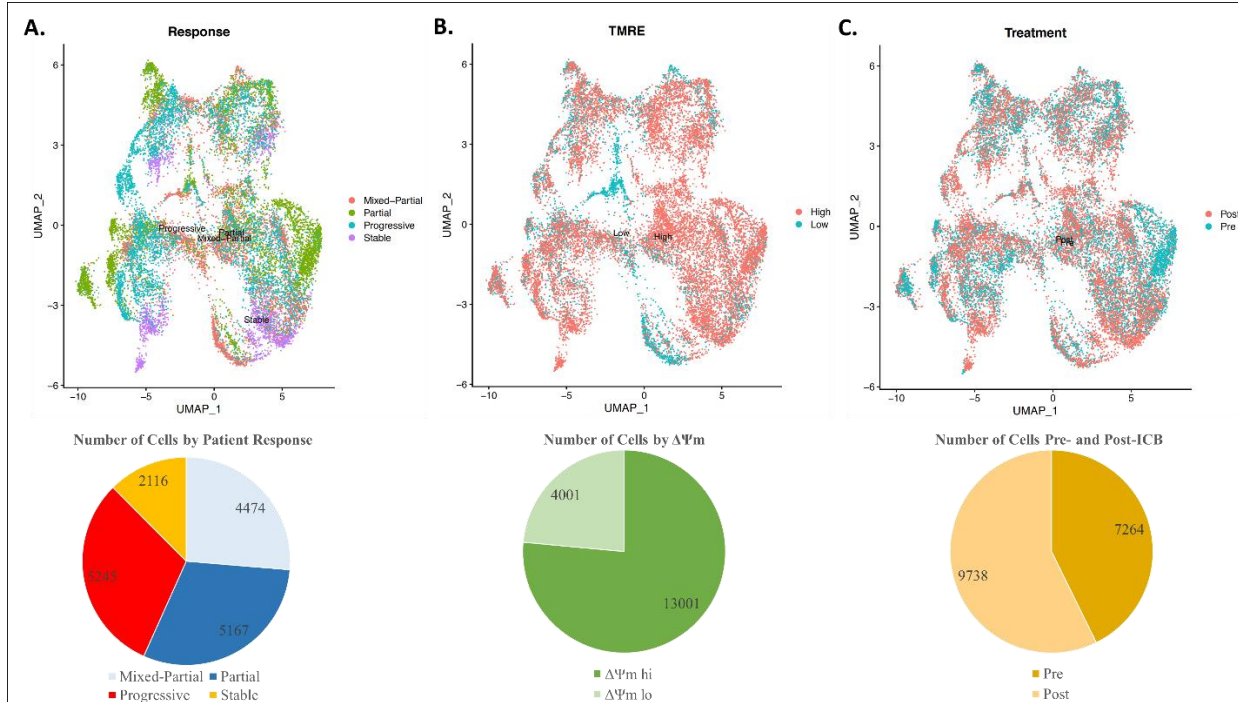 A.
Response
6
3
0
−3
−6
UMAP_2
Progressive
Partial
Mixed−Partial
Stable
−10
−5
0
5
UMAP_1
Mixed−Partial
Partial
Progressive
Stable
B.
TMRE
6
3
0
−3
−6
UMAP_2
Low
High
−10
−5
0
5
UMAP_1
High
Low
C.
Treatment
6
3
0
−3
−6
UMAP_2
Post
Pre
−10
−5
0
5
UMAP_1
Post
Pre
Number of Cells by Patient Response
2116
4474
5245
5167
Mixed-Partial
Partial
Progressive
Stable
Number of Cells by ΔΨm
4001
13001
ΔΨm hi
ΔΨm lo
Number of Cells Pre- and Post-ICB
7264
9738
Pre
Post